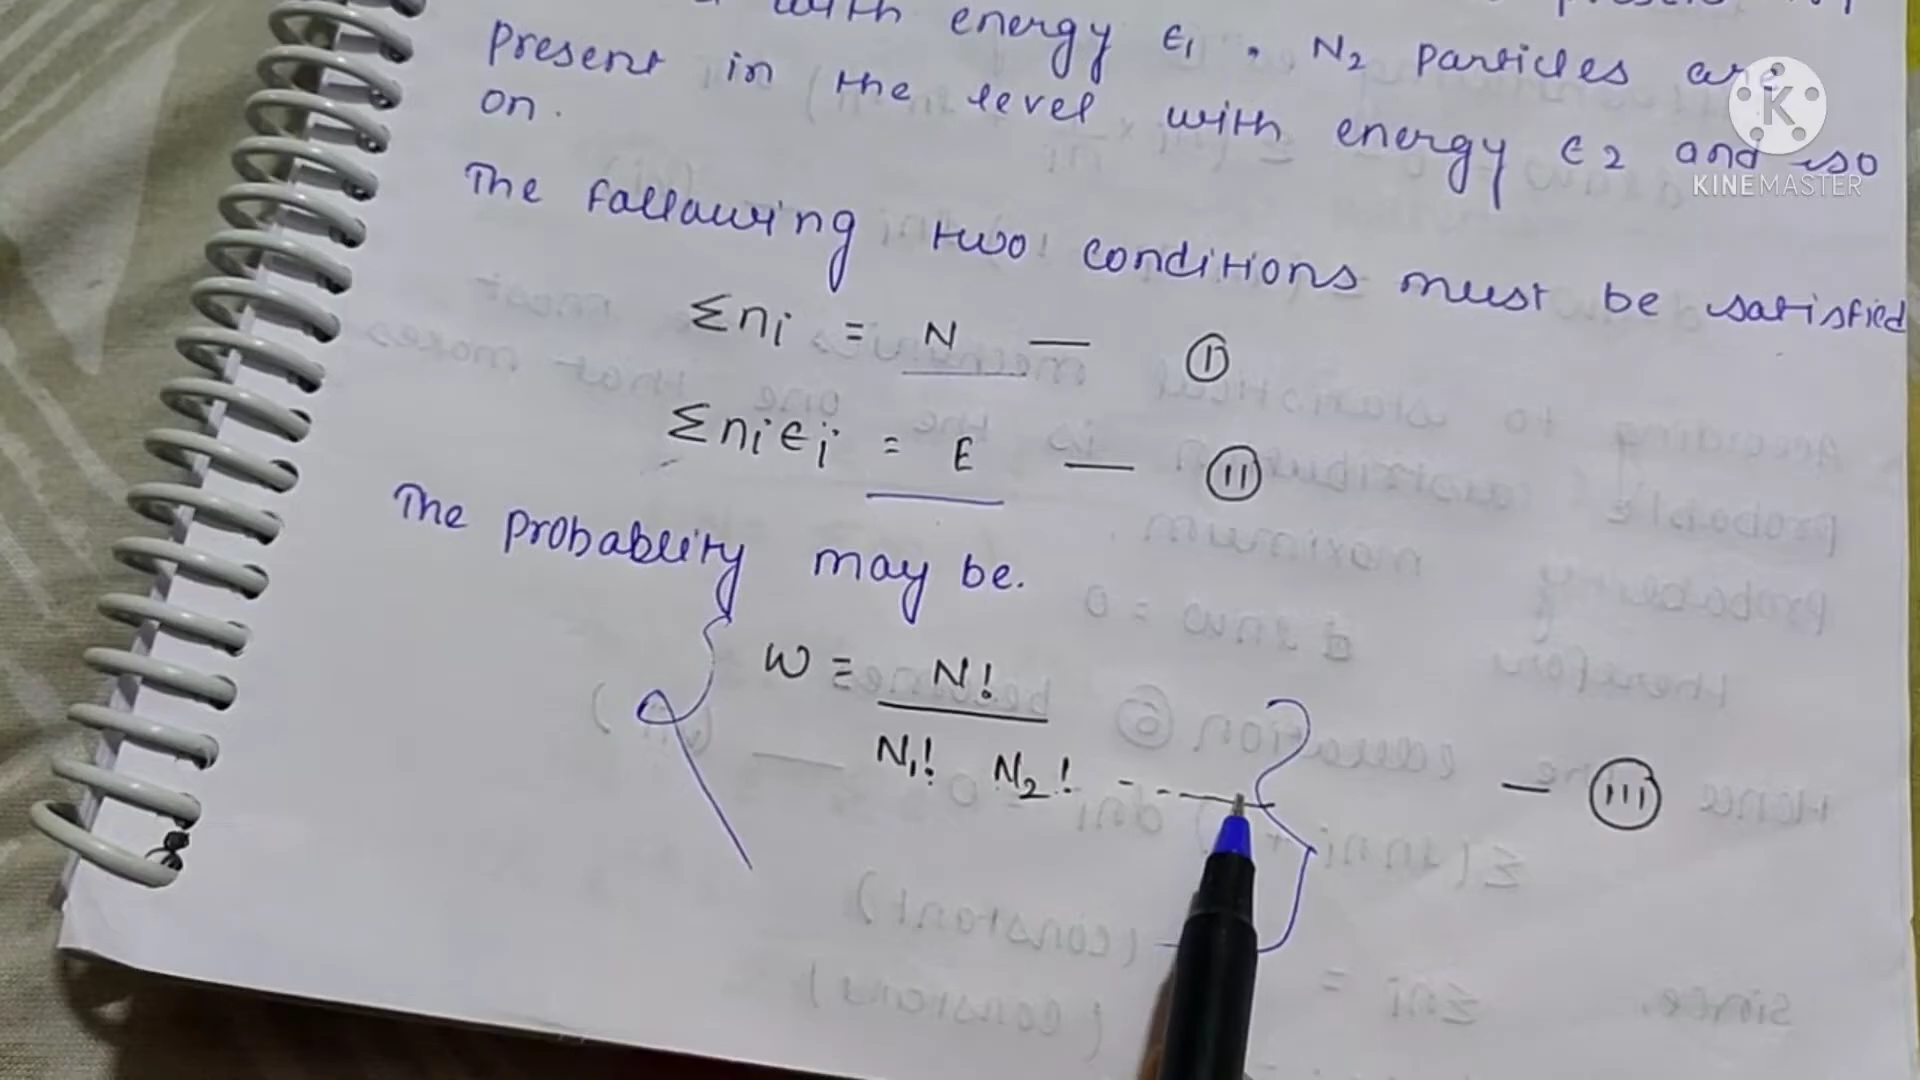 with energy ϵ1 , N2 particles are
present in the level with energy ϵ2 and so
on.
The following two conditions must be satisfied
Σni = N — (I)
Σniϵi = E — (II)
The probability may be.
W = N! / N1! N2! ------ — (III)
K
KINEMASTER